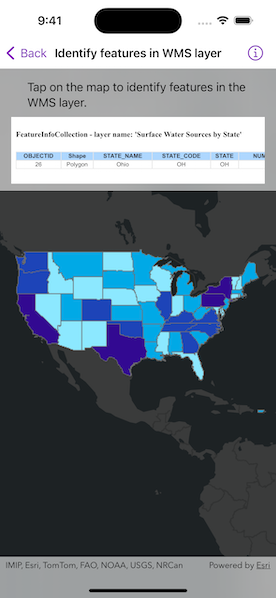 9:41
Back
Identify features in WMS layer
Tap on the map to identify features in the
WMS layer.
FeatureInfoCollection - layer name: 'Surface Water Sources by State'
OBJECTID Shape STATE_NAME STATE_CODE STATE NUM
26 Polygon Ohio OH OH
IMIP, Esri, TomTom, FAO, NOAA, USGS, NRCan
Powered by Esri